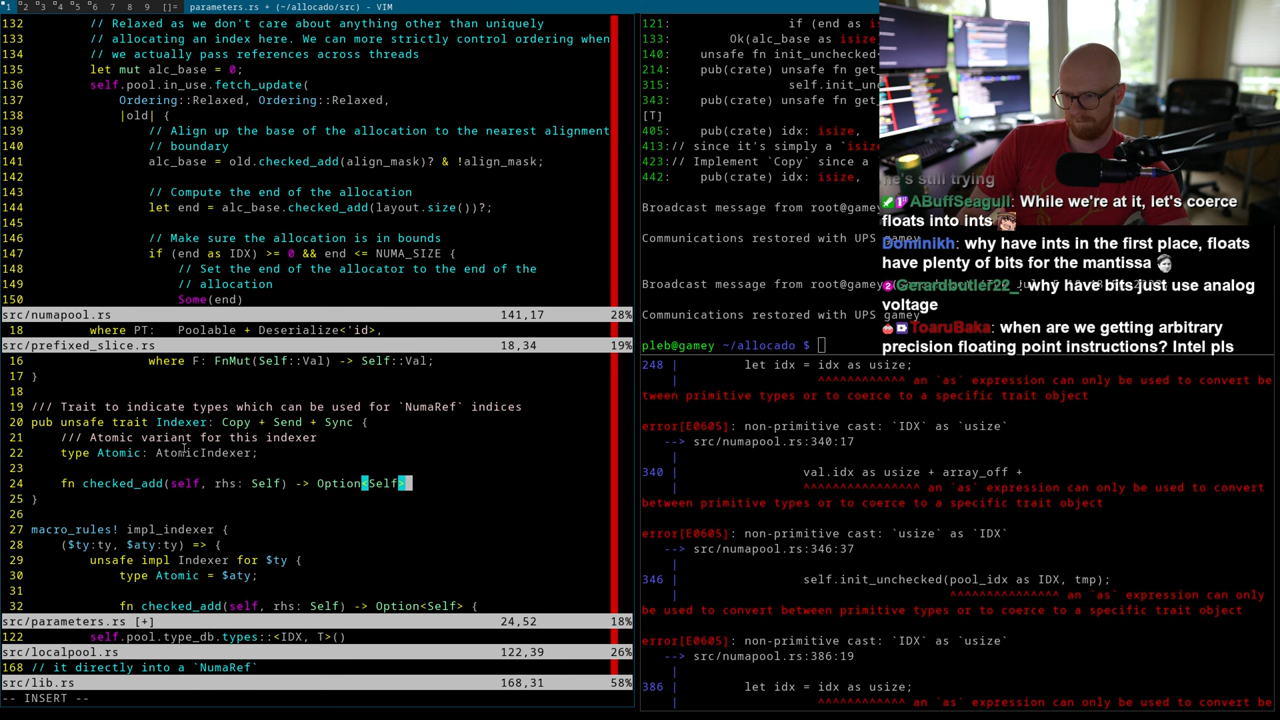 1 2 3 4 5 6 7 8 9 []= parameters.rs + (~/allocado/src) - VIM
132 // Relaxed as we don't care about anything other than uniquely
133 // allocating an index here. We can more strictly control ordering when
134 // we actually pass references across threads
135 let mut alc_base = 0;
136 self.pool.in_use.fetch_update(
137 Ordering::Relaxed, Ordering::Relaxed,
138 |old| {
139 // Align up the base of the allocation to the nearest alignment
140 // boundary
141 alc_base = old.checked_add(align_mask)? & !align_mask;
142
143 // Compute the end of the allocation
144 let end = alc_base.checked_add(layout.size())?;
145
146 // Make sure the allocation is in bounds
147 if (end as IDX) >= 0 && end <= NUMA_SIZE {
148 // Set the end of the allocator to the end of the
149 // allocation
150 Some(end)
src/numapool.rs 141,17 28%
18 where PT: Poolable + Deserialize<'id>,
src/prefixed_slice.rs 18,34 19%
16 where F: FnMut(Self::Val) -> Self::Val;
17 }
18
19 /// Trait to indicate types which can be used for `NumaRef` indices
20 pub unsafe trait Indexer: Copy + Send + Sync {
21 /// Atomic variant for this indexer
22 type Atomic: AtomicIndexer;
23
24 fn checked_add(self, rhs: Self) -> Option<Self>
25 }
26
27 macro_rules! impl_indexer {
28 ($ty:ty, $aty:ty) => {
29 unsafe impl Indexer for $ty {
30 type Atomic = $aty;
31
32 fn checked_add(self, rhs: Self) -> Option<Self> {
src/parameters.rs [+] 24,52 18%
122 self.pool.type_db.types::<IDX, T>()
src/localpool.rs 122,39 26%
168 // it directly into a `NumaRef`
src/lib.rs 168,31 58%
-- INSERT --
121: if (end as is
133: Ok(alc_base as isize
140: unsafe fn init_unchecked
214: pub(crate) unsafe fn get_
315: self.init_un
343: pub(crate) unsafe fn get_
[T]
405: pub(crate) idx: isize,
413:// since it's simply a `isize
423:// Implement `Copy` since a
442: pub(crate) idx: isize,
Broadcast message from root@gamey
Communications restored with UPS gamey
Broadcast message from root@gamey
Communications restored with UPS gamey
pleb@gamey ~/allocado $
he's still trying
ABuffSeagull: While we're at it, let's coerce
floats into ints
Dominikh: why have ints in the first place, floats
have plenty of bits for the mantissa
Gerardbutler22_: why have bits just use analog
voltage
ToaruBaka: when are we getting arbitrary
precision floating point instructions? Intel pls
248 | let idx = idx as usize;
| ^^^^^^^^^^^^ an `as` expression can only be used to convert be
tween primitive types or to coerce to a specific trait object
error[E0605]: non-primitive cast: `IDX` as `usize`
--> src/numapool.rs:340:17
|
340 | val.idx as usize + array_off +
| ^^^^^^^^^^^^^^^^ an `as` expression can only be used to convert
between primitive types or to coerce to a specific trait object
error[E0605]: non-primitive cast: `usize` as `IDX`
--> src/numapool.rs:346:37
|
346 | self.init_unchecked(pool_idx as IDX, tmp);
| ^^^^^^^^^^^^^^^ an `as` expression can only
be used to convert between primitive types or to coerce to a specific trait object
error[E0605]: non-primitive cast: `IDX` as `usize`
--> src/numapool.rs:386:19
|
386 | let idx = idx as usize;
| ^^^^^^^^^^^^ an `as` expression can only be used to convert be